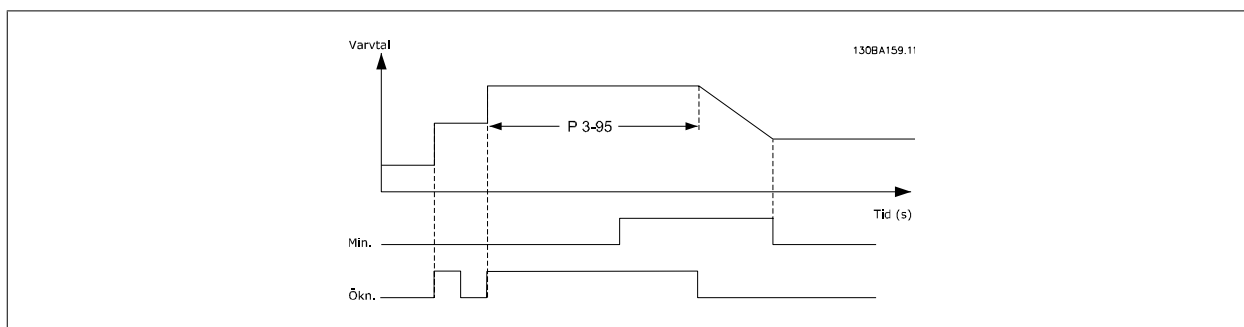 Varvtal
130BA159.11
P 3-95
Tid (s)
Min.
Ökn.